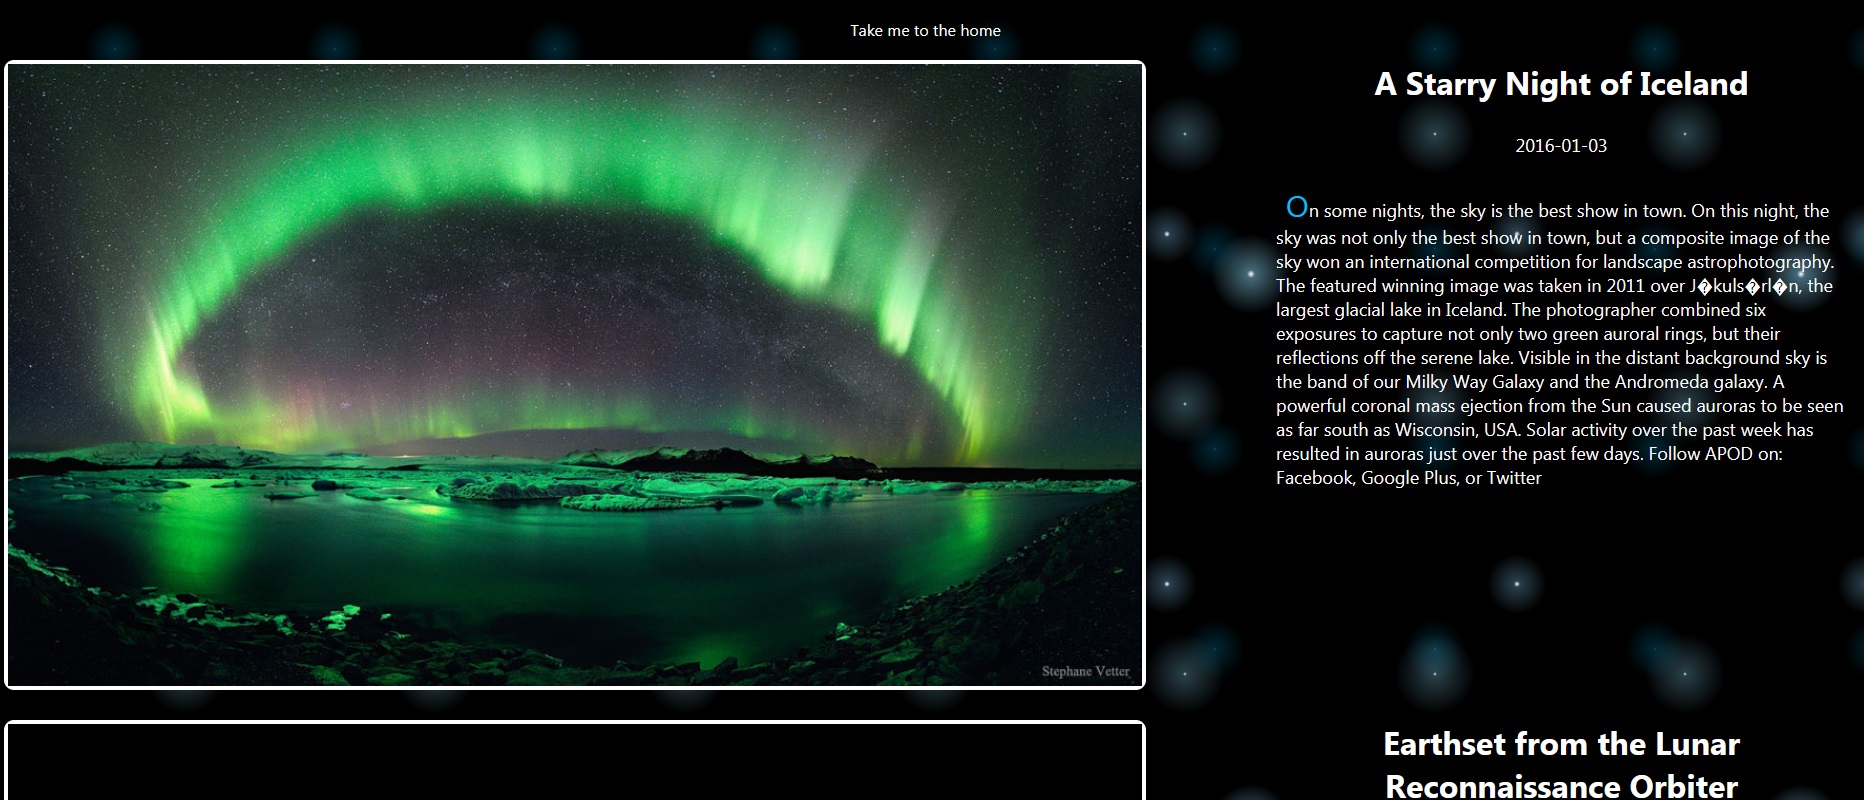 Take me to the home
A Starry Night of Iceland
2016-01-03
On some nights, the sky is the best show in town. On this night, the
sky was not only the best show in town, but a composite image of the
sky won an international competition for landscape astrophotography.
The featured winning image was taken in 2011 over J�kuls�rl�n, the
largest glacial lake in Iceland. The photographer combined six
exposures to capture not only two green auroral rings, but their
reflections off the serene lake. Visible in the distant background sky is
the band of our Milky Way Galaxy and the Andromeda galaxy. A
powerful coronal mass ejection from the Sun caused auroras to be seen
as far south as Wisconsin, USA. Solar activity over the past week has
resulted in auroras just over the past few days. Follow APOD on:
Facebook, Google Plus, or Twitter
Stephane Vetter
Earthset from the Lunar
Reconnaissance Orbiter